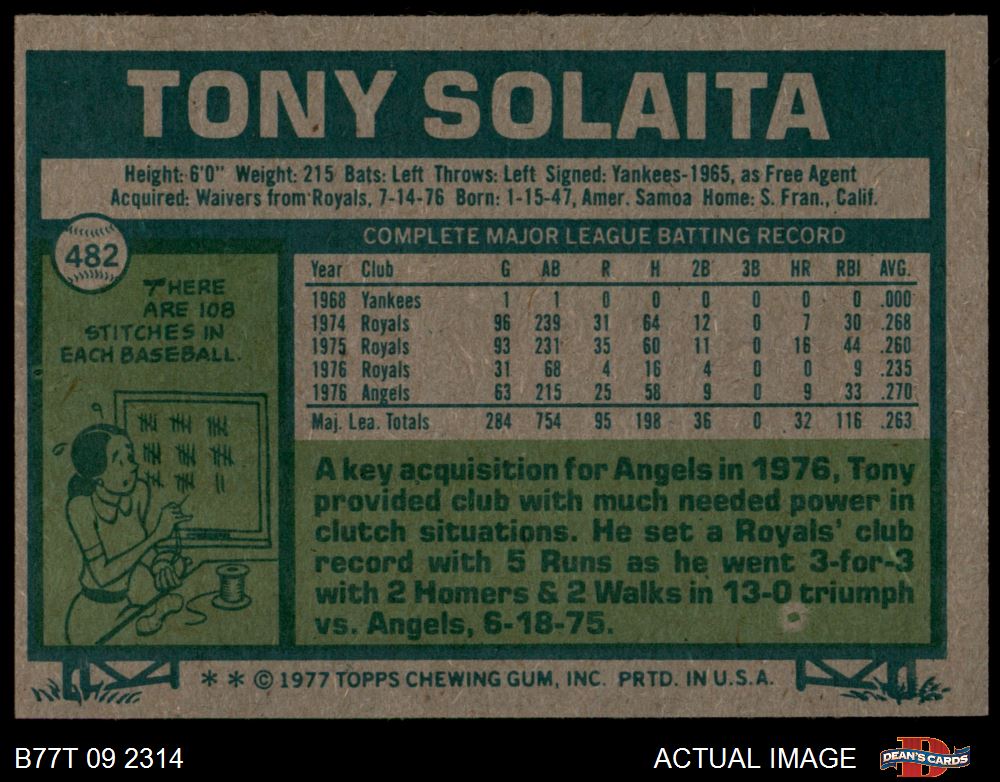 TONY SOLAITA
Height: 6'0" Weight: 215 Bats: Left Throws: Left Signed: Yankees-1965, as Free Agent
Acquired: Waivers from Royals, 7-14-76 Born: 1-15-47, Amer. Samoa Home: S. Fran., Calif.
482
THERE
ARE 108
STITCHES IN
EACH BASEBALL.
COMPLETE MAJOR LEAGUE BATTING RECORD
Year Club G AB R H 2B 3B HR RBI AVG.
1968 Yankees 1 1 0 0 0 0 0 0 .000
1974 Royals 96 239 31 64 12 0 7 30 .268
1975 Royals 93 231 35 60 11 0 16 44 .260
1976 Royals 31 68 4 16 4 0 0 9 .235
1976 Angels 63 215 25 58 9 0 9 33 .270
Maj. Lea. Totals 284 754 95 198 36 0 32 116 .263
A key acquisition for Angels in 1976, Tony
provided club with much needed power in
clutch situations. He set a Royals' club
record with 5 Runs as he went 3-for-3
with 2 Homers & 2 Walks in 13-0 triumph
vs. Angels, 6-18-75.
* * © 1977 TOPPS CHEWING GUM, INC. PRTD. IN U.S.A.
B77T 09 2314
ACTUAL IMAGE
D
DEAN'S CARDS